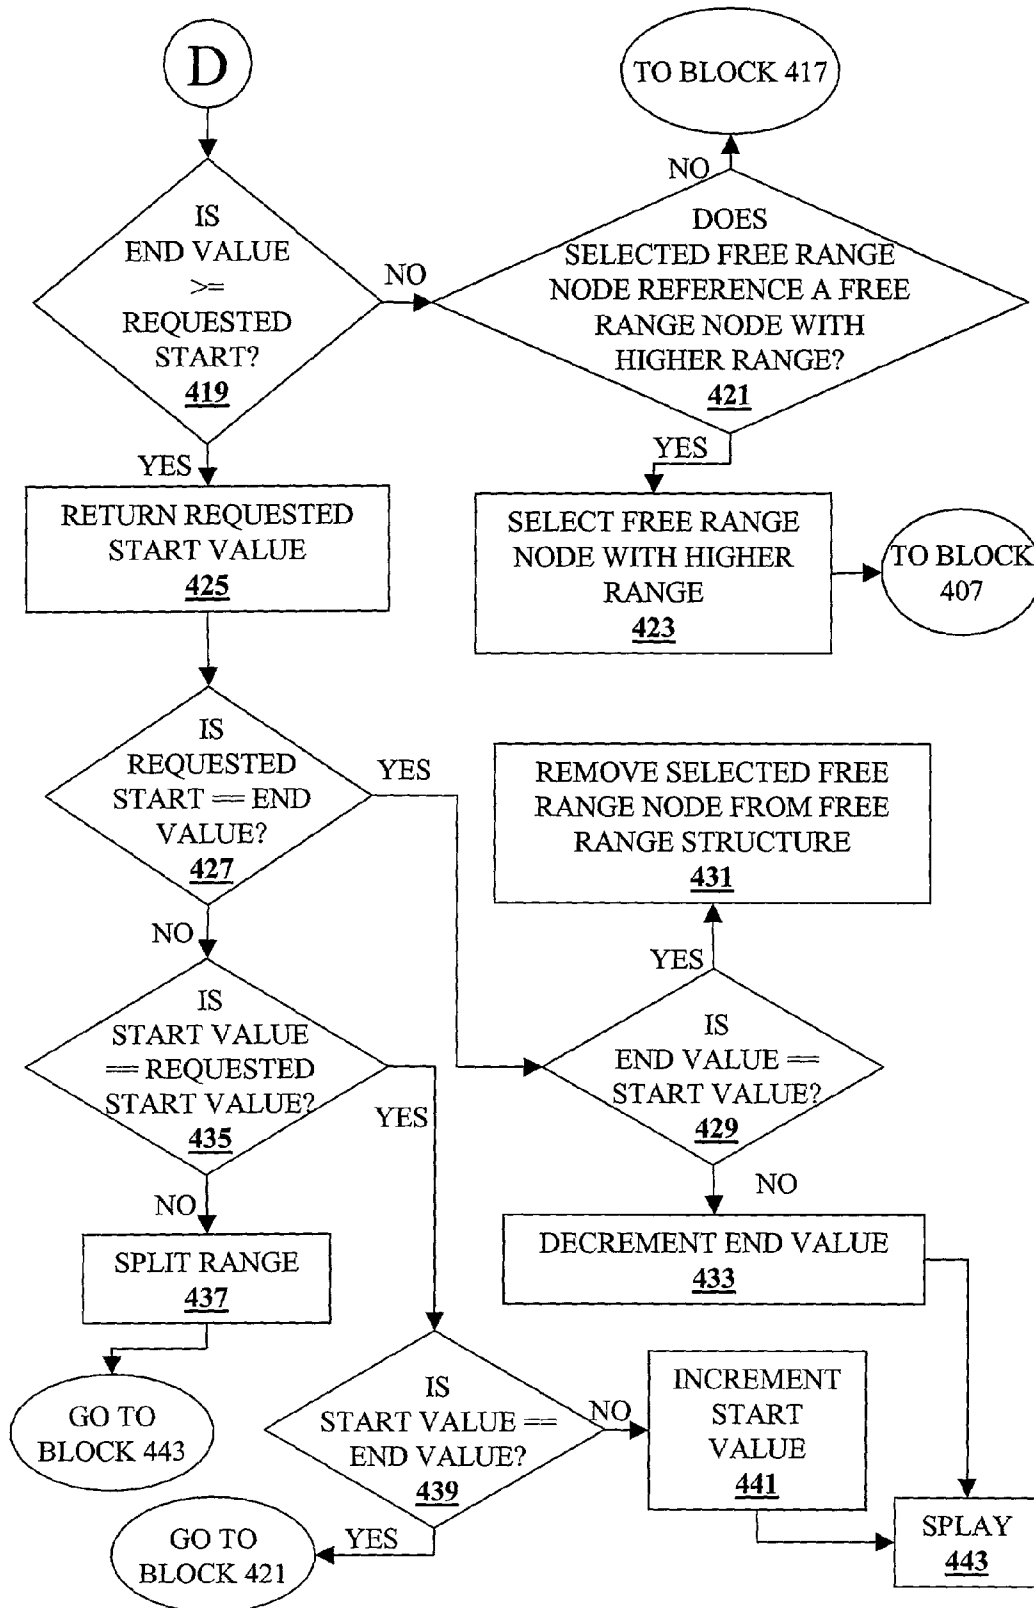 D
TO BLOCK 417
IS
END VALUE
>=
REQUESTED
START?
419
NO
NO
DOES
SELECTED FREE RANGE
NODE REFERENCE A FREE
RANGE NODE WITH
HIGHER RANGE?
421
YES
YES
RETURN REQUESTED
START VALUE
425
SELECT FREE RANGE
NODE WITH HIGHER
RANGE
423
TO BLOCK
407
IS
REQUESTED
START == END
VALUE?
427
YES
NO
REMOVE SELECTED FREE
RANGE NODE FROM FREE
RANGE STRUCTURE
431
YES
IS
START VALUE
== REQUESTED
START VALUE?
435
YES
NO
IS
END VALUE ==
START VALUE?
429
NO
SPLIT RANGE
437
DECREMENT END VALUE
433
GO TO
BLOCK 443
IS
START VALUE ==
END VALUE?
439
NO
YES
INCREMENT
START
VALUE
441
GO TO
BLOCK 421
SPLAY
443